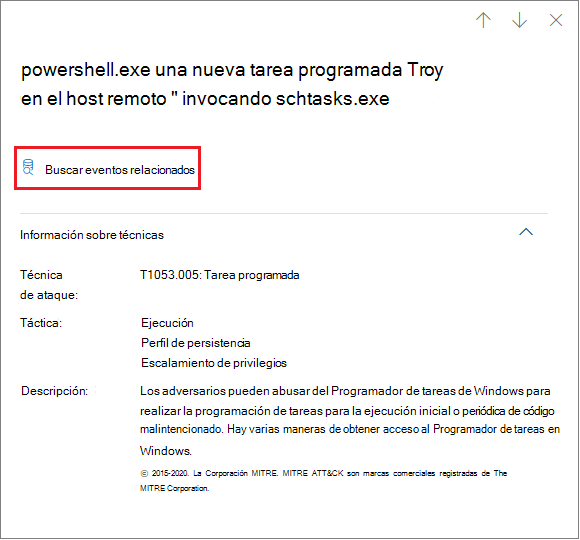 powershell.exe una nueva tarea programada Troy
en el host remoto " invocando schtasks.exe
Buscar eventos relacionados
Información sobre técnicas
Técnica T1053.005: Tarea programada
de ataque:
Táctica: Ejecución
Perfil de persistencia
Escalamiento de privilegios
Descripción: Los adversarios pueden abusar del Programador de tareas de Windows para
realizar la programación de tareas para la ejecución inicial o periódica de código
malintencionado. Hay varias maneras de obtener acceso al Programador de tareas en
Windows.
© 2015-2020. La Corporación MITRE. MITRE ATT&CK son marcas comerciales registradas de The
MITRE Corporation.